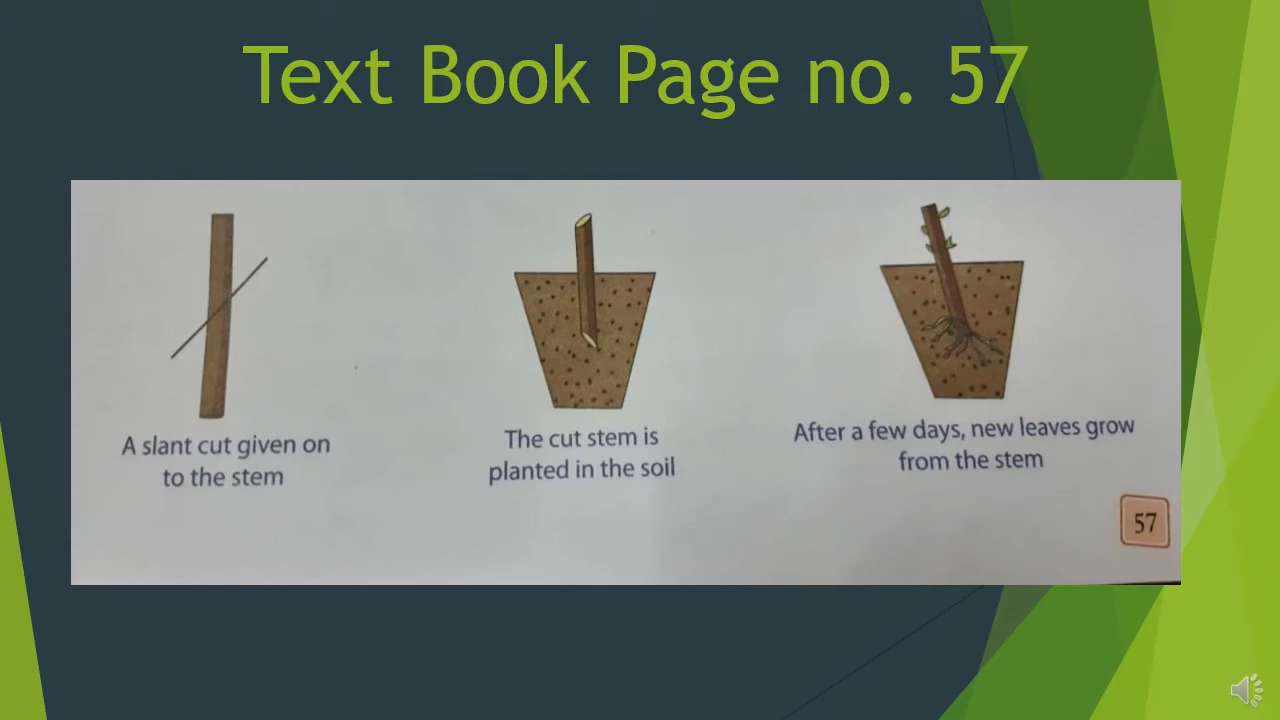 Text Book Page no. 57
A slant cut given on
to the stem
The cut stem is
planted in the soil
After a few days, new leaves grow
from the stem
57